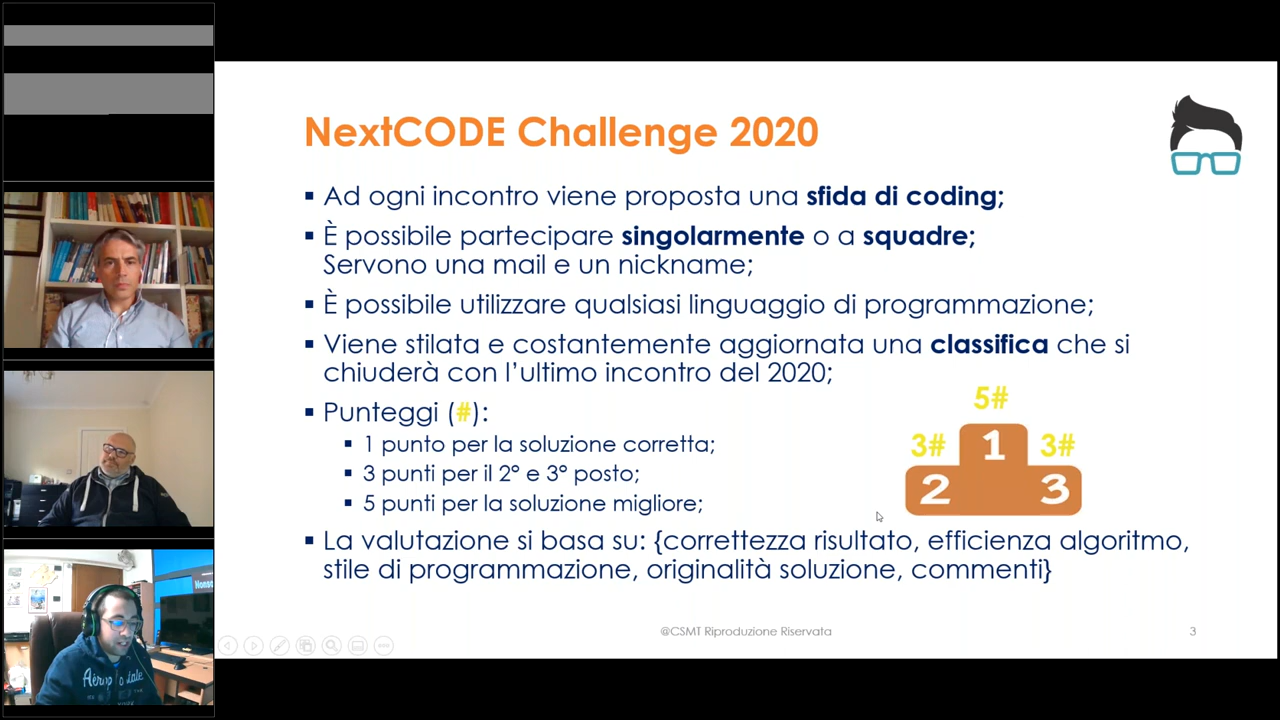 NextCODE Challenge 2020
▪ Ad ogni incontro viene proposta una sfida di coding;
▪ È possibile partecipare singolarmente o a squadre;
Servono una mail e un nickname;
▪ È possibile utilizzare qualsiasi linguaggio di programmazione;
▪ Viene stilata e costantemente aggiornata una classifica che si
chiuderà con l’ultimo incontro del 2020;
▪ Punteggi (#):
▪ 1 punto per la soluzione corretta;
▪ 3 punti per il 2° e 3° posto;
▪ 5 punti per la soluzione migliore;
5#
3# 1 3#
2 3
▪ La valutazione si basa su: {correttezza risultato, efficienza algoritmo,
stile di programmazione, originalità soluzione, commenti}
@CSMT Riproduzione Riservata
3